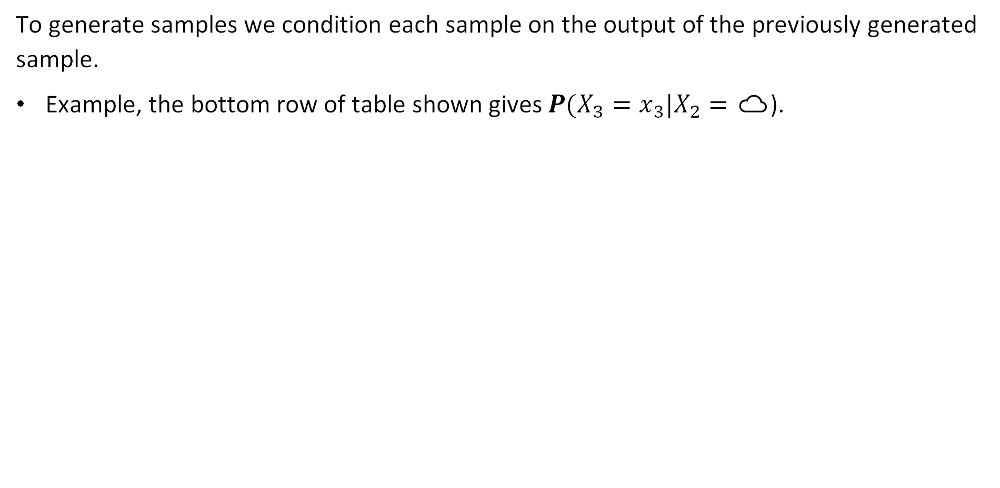 To generate samples we condition each sample on the output of the previously generated
sample.
• Example, the bottom row of table shown gives 𝑷(𝑋₃ = 𝑥₃|𝑋₂ = ☁).